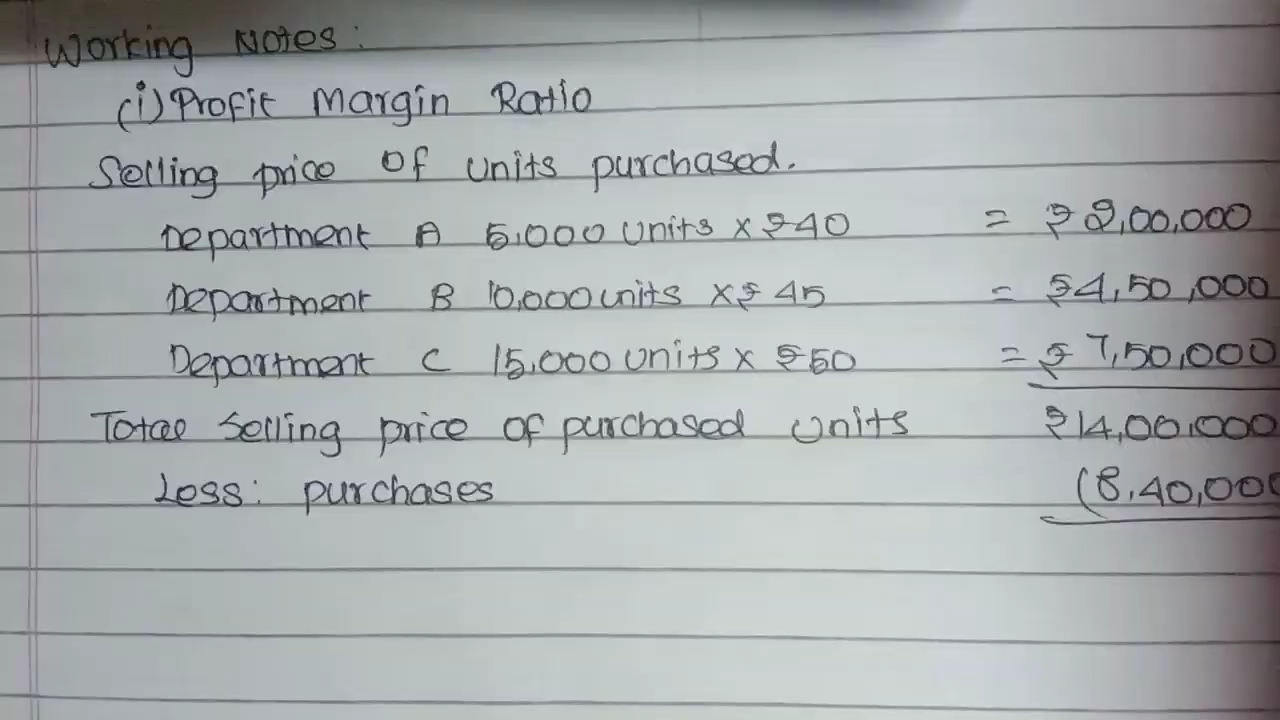 Working Notes:
(i) Profit Margin Ratio
Selling price of units purchased.
Department A 5,000 units × ₹40 = ₹2,00,000
Department B 10,000 units × ₹45 = ₹4,50,000
Department C 15,000 units × ₹50 = ₹7,50,000
Total selling price of purchased units ₹14,00,000
Less: purchases (8,40,000